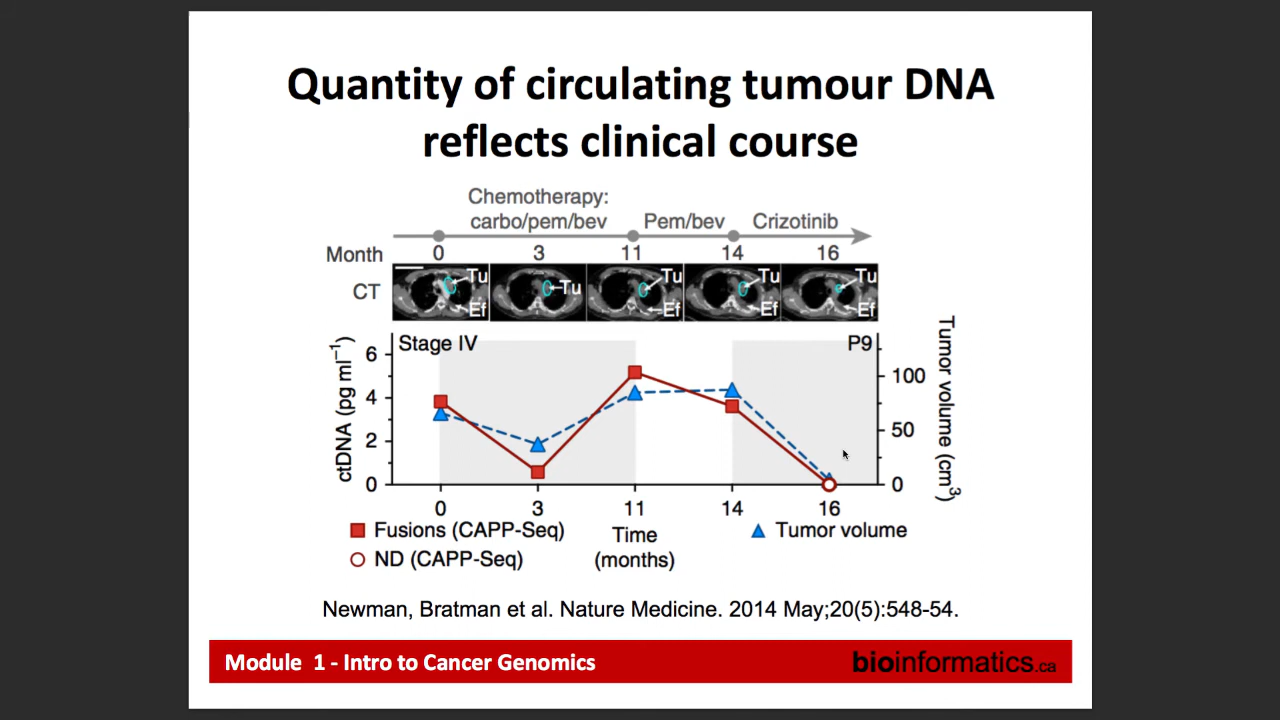 Quantity of circulating tumour DNA
reflects clinical course
Chemotherapy:
carbo/pem/bev Pem/bev Crizotinib
Month 0 3 11 14 16
CT
Tu Tu Tu Tu Tu
Ef Ef Ef Ef
Stage IV P9
ctDNA (pg ml⁻¹)
6
4
2
0
Tumor volume (cm³)
100
50
0
0 3 11 14 16
Time
(months)
Fusions (CAPP-Seq)
ND (CAPP-Seq)
Tumor volume
Newman, Bratman et al. Nature Medicine. 2014 May;20(5):548-54.
Module 1 - Intro to Cancer Genomics
bioinformatics.ca